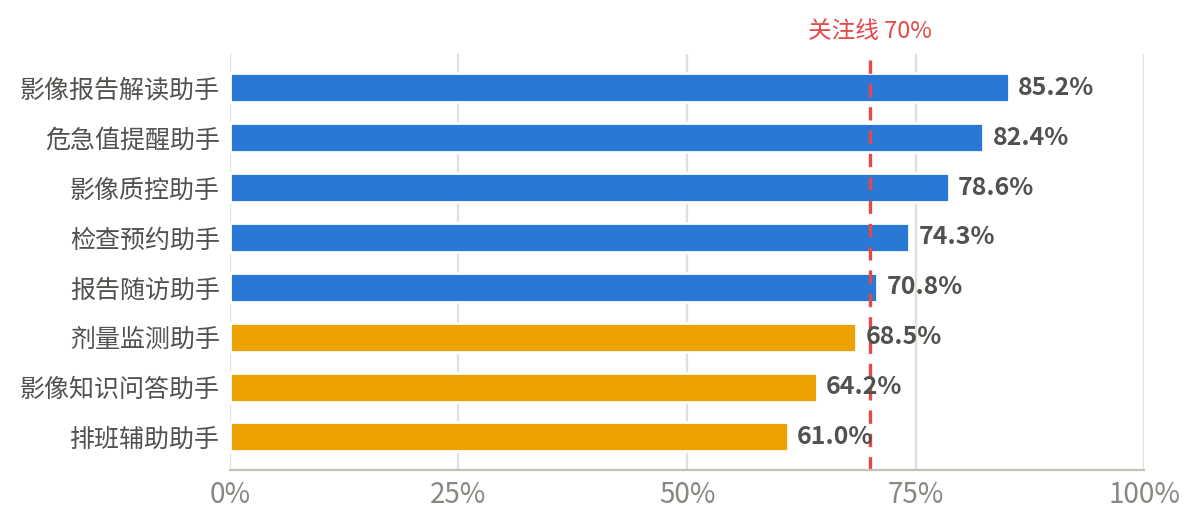 关注线 70%
影像报告解读助手 85.2%
危急值提醒助手 82.4%
影像质控助手 78.6%
检查预约助手 74.3%
报告随访助手 70.8%
剂量监测助手 68.5%
影像知识问答助手 64.2%
排班辅助助手 61.0%
0% 25% 50% 75% 100%